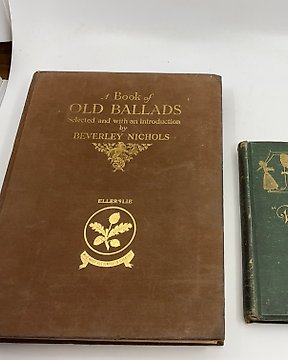 A Book of
OLD BALLADS
Selected and with an Introduction
by
BEVERLEY NICHOLS
ELLERSLIE